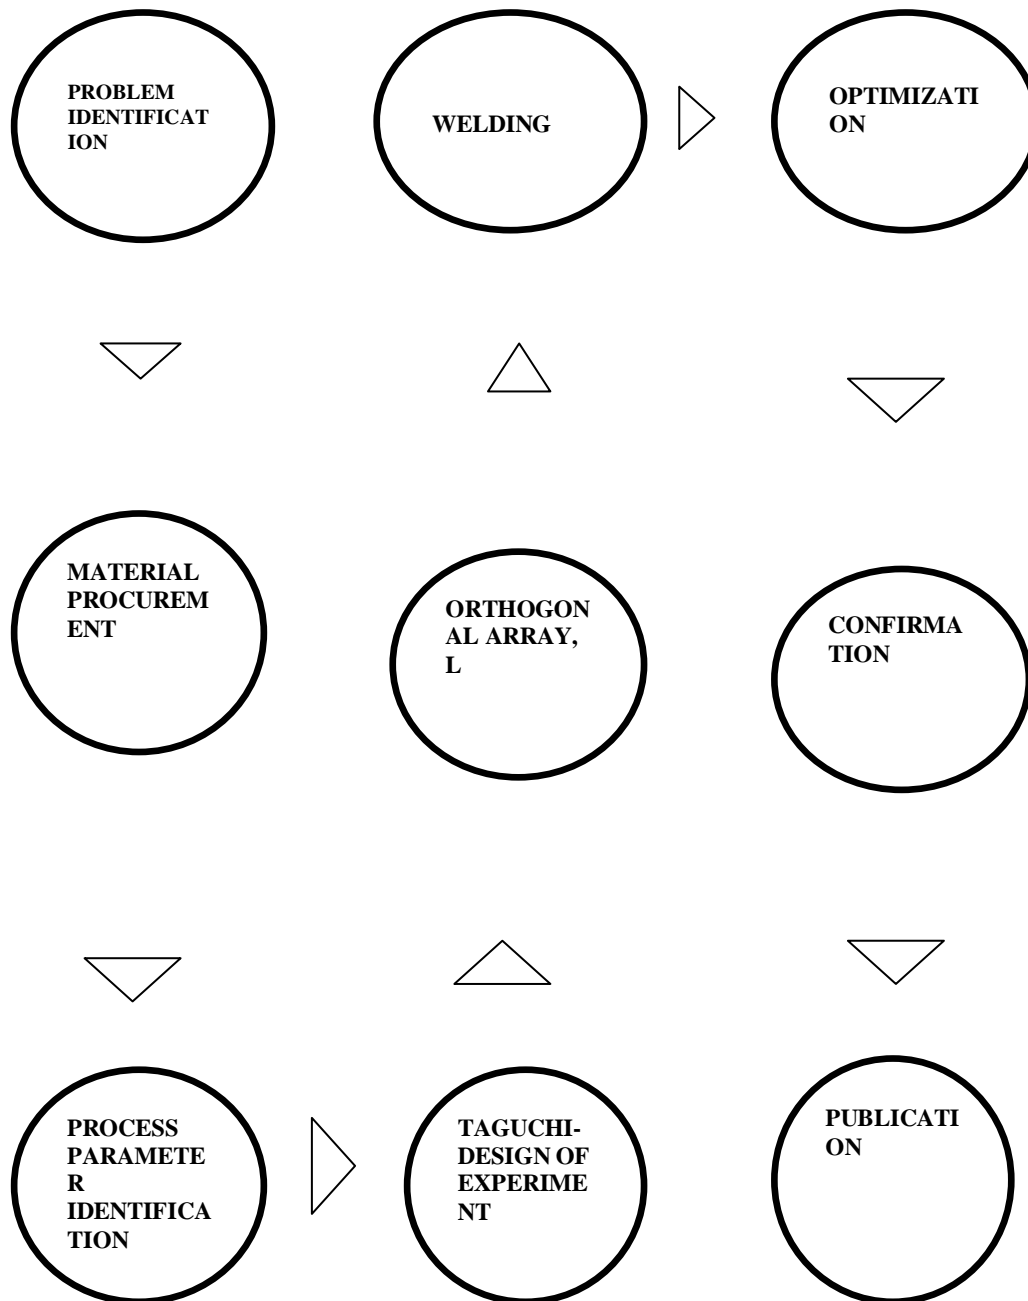 PROBLEM
IDENTIFICAT
ION
WELDING
OPTIMIZATI
ON
MATERIAL
PROCUREM
ENT
ORTHOGON
AL ARRAY,
L
CONFIRMA
TION
PROCESS
PARAMETE
R
IDENTIFICA
TION
TAGUCHI-
DESIGN OF
EXPERIME
NT
PUBLICATI
ON